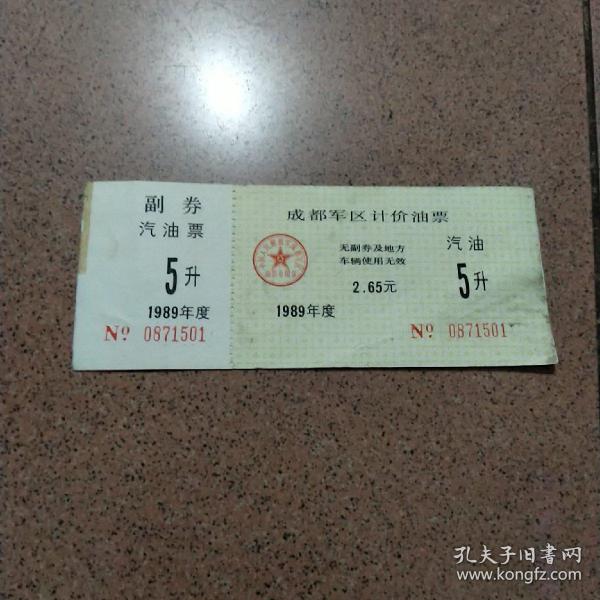 副券
汽油票
5升
1989年度
Nº 0871501
成都军区计价油票
无副券及地方
车辆使用无效
2.65元
1989年度
汽油
5升
Nº 0871501
孔夫子旧书网
www.kongfz.com